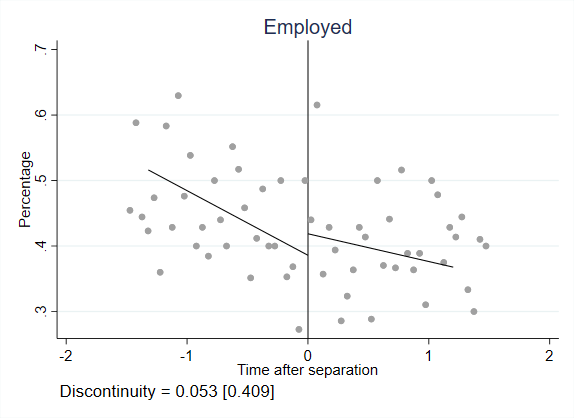 Employed
Percentage
.7
.6
.5
.4
.3
-2 -1 0 1 2
Time after separation
Discontinuity = 0.053 [0.409]